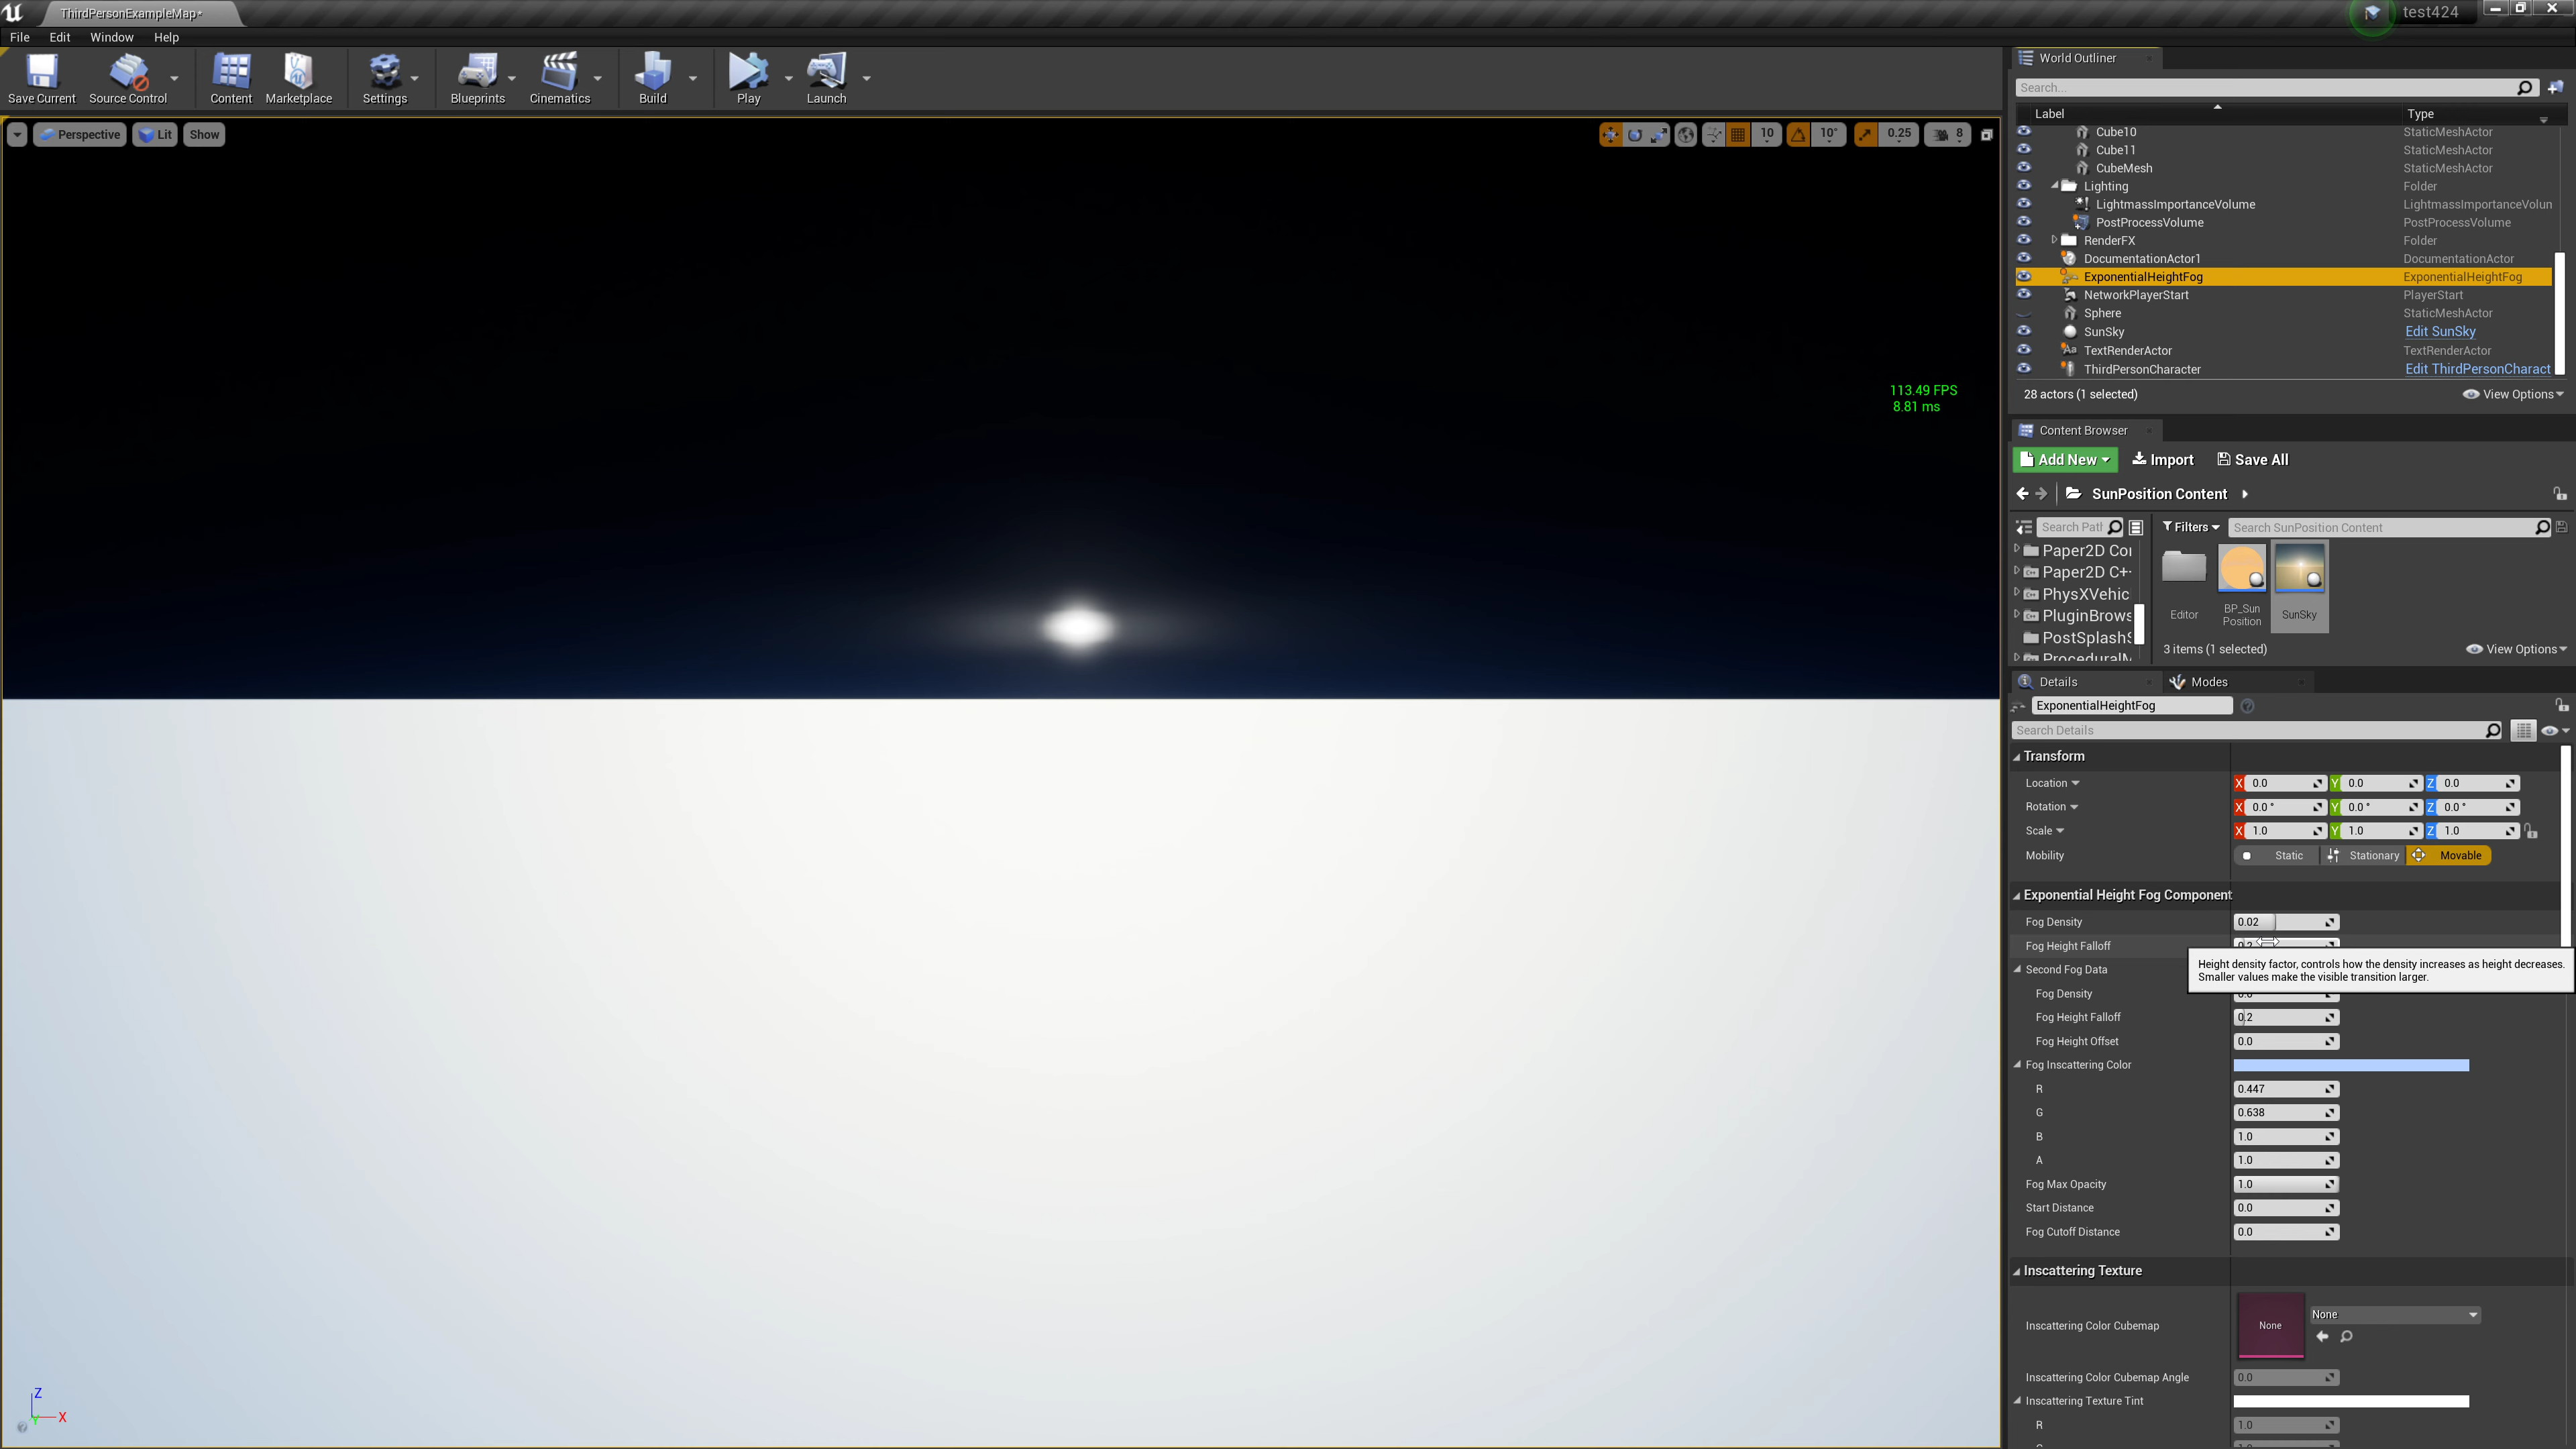 ThirdPersonExampleMap*
test424
File Edit Window Help
Save Current Source Control Content Marketplace Settings Blueprints Cinematics Build Play Launch
Perspective Lit Show
10 10° 0.25 8
113.49 FPS
8.81 ms
Z
Y X
World Outliner
Search...
Label Type
Cube10 StaticMeshActor
Cube11 StaticMeshActor
CubeMesh StaticMeshActor
Lighting Folder
LightmassImportanceVolume LightmassImportanceVolun
PostProcessVolume PostProcessVolume
RenderFX Folder
DocumentationActor1 DocumentationActor
ExponentialHeightFog ExponentialHeightFog
NetworkPlayerStart PlayerStart
Sphere StaticMeshActor
SunSky Edit SunSky
TextRenderActor TextRenderActor
ThirdPersonCharacter Edit ThirdPersonCharact
28 actors (1 selected) View Options
Content Browser
Add New Import Save All
SunPosition Content
Search Pat Filters Search SunPosition Content
Paper2D Co
Paper2D C+
PhysXVehic
PluginBrows
PostSplash
Editor
BP_Sun
Position
SunSky
3 items (1 selected) View Options
Details Modes
ExponentialHeightFog
Search Details
Transform
Location X 0.0 Y 0.0 Z 0.0
Rotation X 0.0° Y 0.0° Z 0.0°
Scale X 1.0 Y 1.0 Z 1.0
Mobility Static Stationary Movable
Exponential Height Fog Component
Fog Density 0.02
Fog Height Falloff
Height density factor, controls how the density increases as height decreases.
Smaller values make the visible transition larger.
Second Fog Data
Fog Density 0.0
Fog Height Falloff 0.2
Fog Height Offset 0.0
Fog Inscattering Color
R 0.447
G 0.638
B 1.0
A 1.0
Fog Max Opacity 1.0
Start Distance 0.0
Fog Cutoff Distance 0.0
Inscattering Texture
Inscattering Color Cubemap None None
Inscattering Color Cubemap Angle 0.0
Inscattering Texture Tint
R 1.0